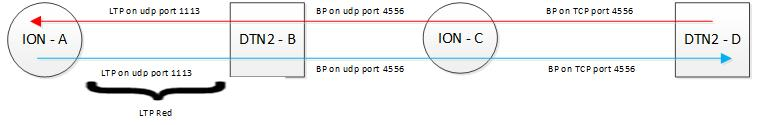 LTP on udp port 1113
BP on udp port 4556
BP on TCP port 4556
ION - A
DTN2 - B
ION - C
DTN2 - D
LTP on udp port 1113
BP on udp port 4556
BP on TCP port 4556
LTP Red